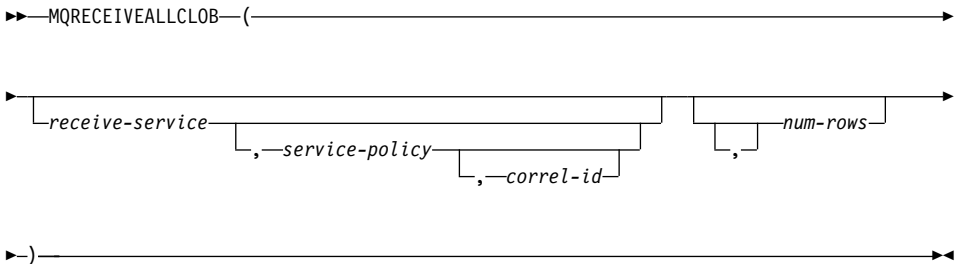 MQRECEIVEALLCLOB (
receive-service num-rows
, service-policy ,
, correl-id
)